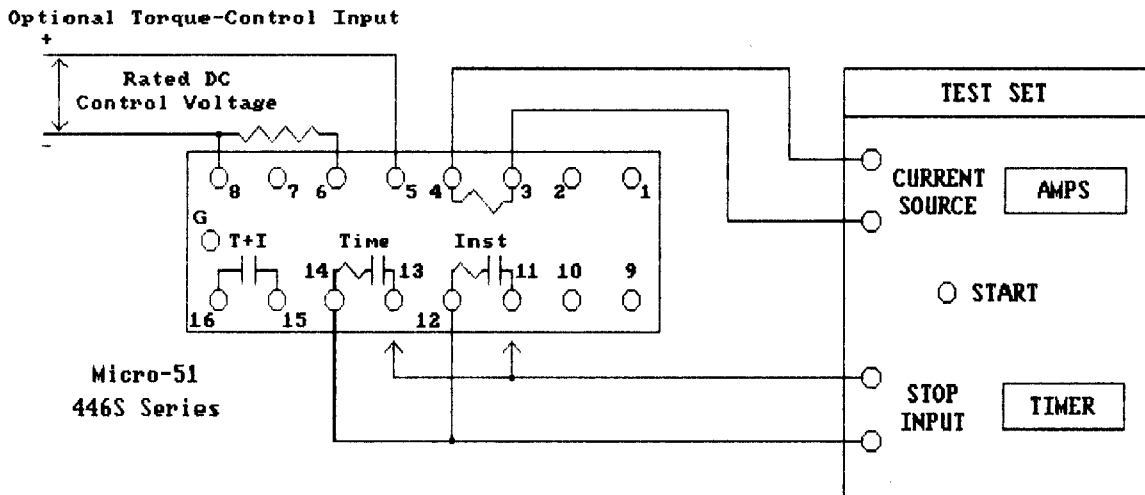 Optional Torque-Control Input
+
Rated DC
Control Voltage
-
TEST SET
8 7 6 5 4 3 2 1
CURRENT
SOURCE
AMPS
G
T+I Time Inst
14 13 11 10 9
START
16 15 12
Micro-51
446S Series
STOP
INPUT
TIMER